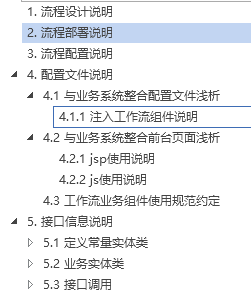 1. 流程设计说明
2. 流程部署说明
3. 流程配置说明
4. 配置文件说明
4.1 与业务系统整合配置文件浅析
4.1.1 注入工作流组件说明
4.2 与业务系统整合前台页面浅析
4.2.1 jsp使用说明
4.2.2 js使用说明
4.3 工作流业务组件使用规范约定
5. 接口信息说明
5.1 定义常量实体类
5.2 业务实体类
5.3 接口调用